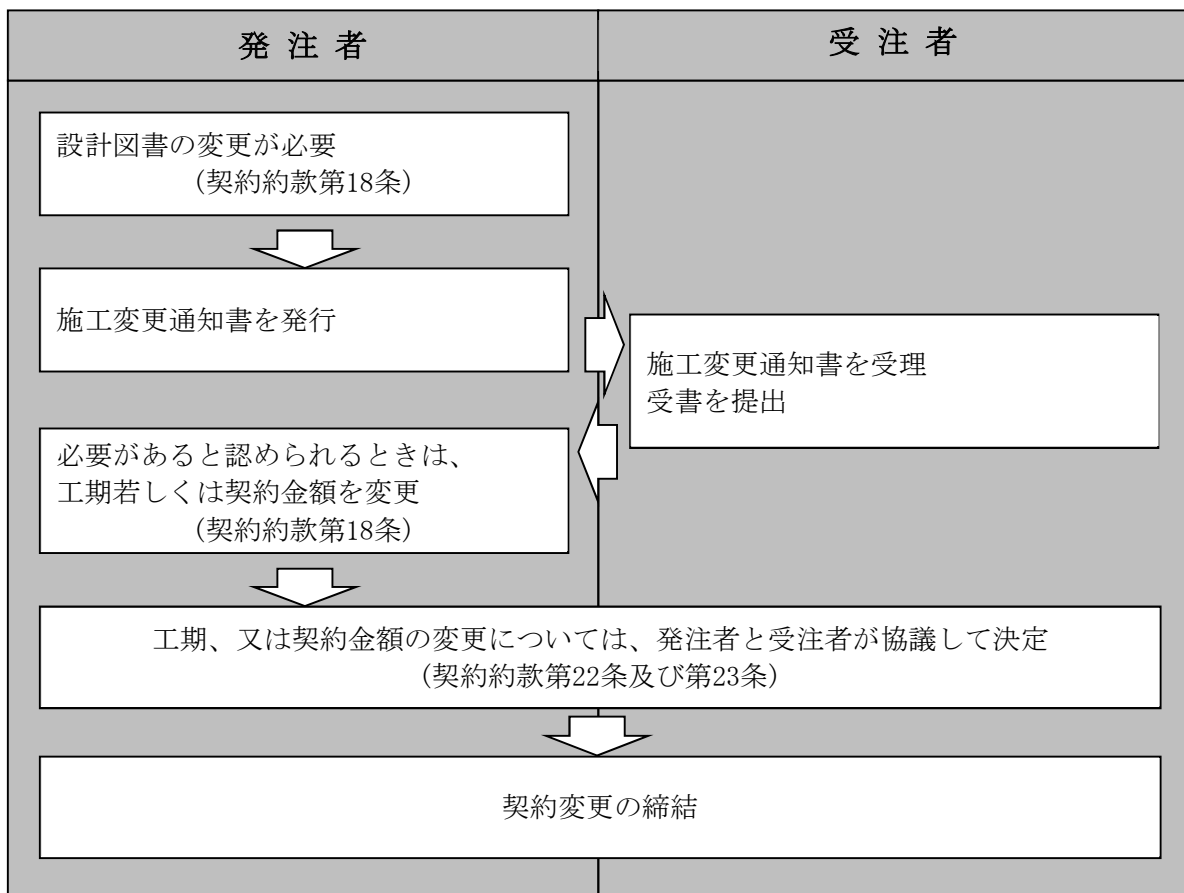 発 注 者
受 注 者
設計図書の変更が必要
（契約約款第18条）
施工変更通知書を発行
施工変更通知書を受理
受書を提出
必要があると認められるときは、
工期若しくは契約金額を変更
（契約約款第18条）
工期、又は契約金額の変更については、発注者と受注者が協議して決定
（契約約款第22条及び第23条）
契約変更の締結